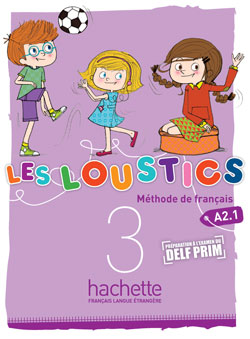 LES LOUSTICS
Méthode de français
A2.1
3
PRÉPARATION À L'EXAMEN DU
DELF PRIM
hachette
FRANÇAIS LANGUE ÉTRANGÈRE